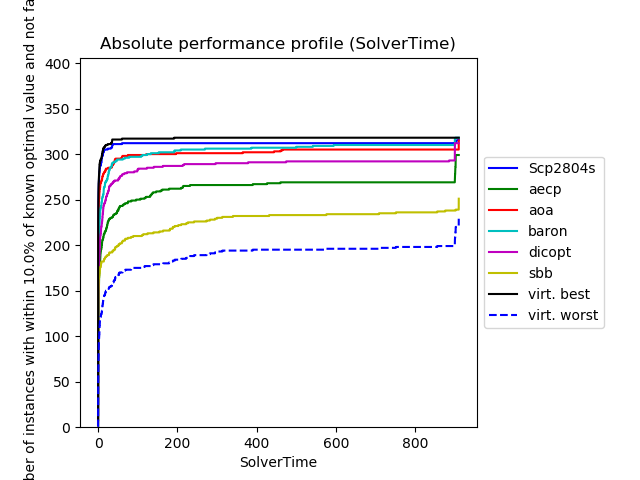 Absolute performance profile (SolverTime)
ber of instances with within 10.0% of known optimal value and not fa
400
350
300
250
200
150
100
50
0
0 200 400 600 800
SolverTime
Scp2804s
aecp
aoa
baron
dicopt
sbb
virt. best
virt. worst